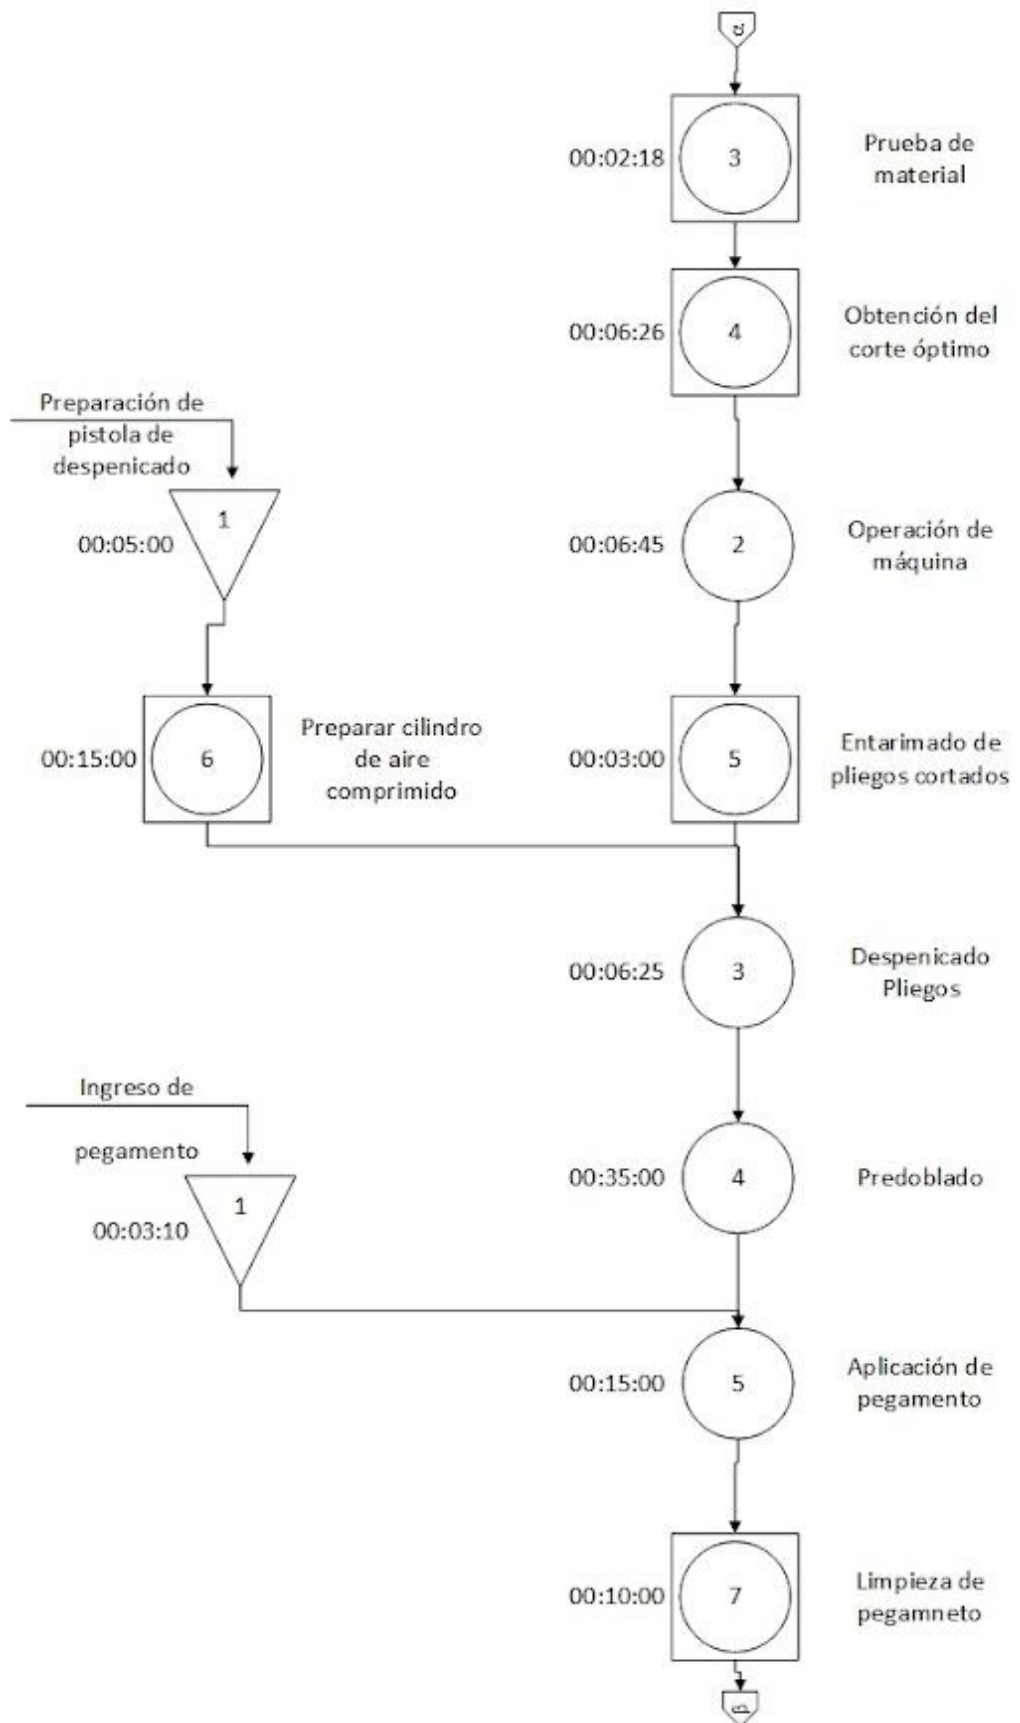 α
00:02:18
3
Prueba de
material
00:06:26
4
Obtención del
corte óptimo
Preparación de
pistola de
despenicado
1
00:05:00
00:06:45
2
Operación de
máquina
00:15:00
6
Preparar cilindro
de aire
comprimido
00:03:00
5
Entarimado de
pliegos cortados
00:06:25
3
Despenicado
Pliegos
Ingreso de
pegamento
1
00:03:10
00:35:00
4
Predoblado
00:15:00
5
Aplicación de
pegamento
00:10:00
7
Limpieza de
pegamneto
β